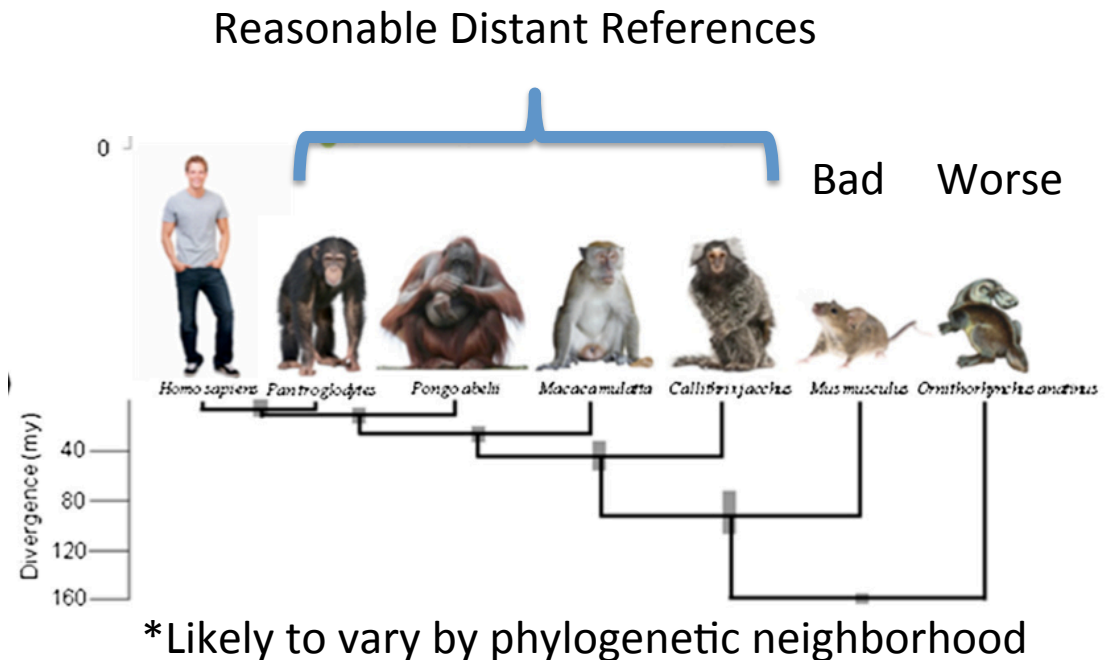 Reasonable Distant References
0
Bad Worse
Homo sapiens Pan troglodytes Pongo abelii Macaca mulatta Callithrix jacchus Mus musculus Ornithorhynchus anatinus
Divergence (my)
40
80
120
160
*Likely to vary by phylogenetic neighborhood